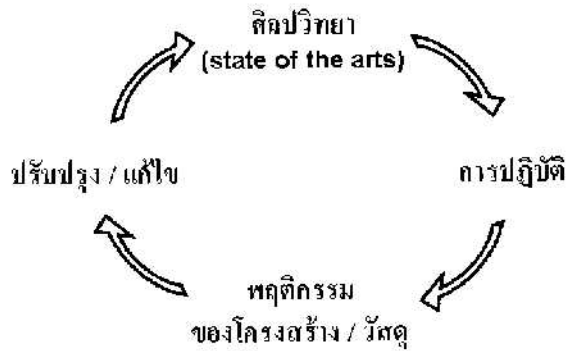 ศิลปวิทยา
(state of the arts)
การปฏิบัติ
พฤติกรรม
ของโครงสร้าง / วัสดุ
ปรับปรุง / แก้ไข